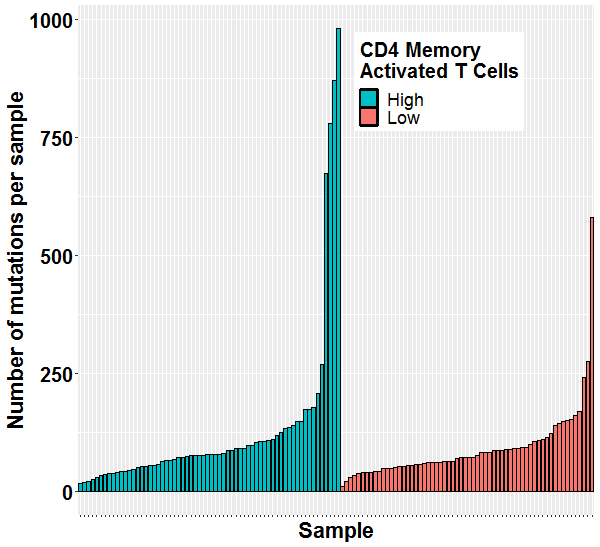 Number of mutations per sample
1000
750
500
250
0
CD4 Memory
Activated T Cells
High
Low
Sample